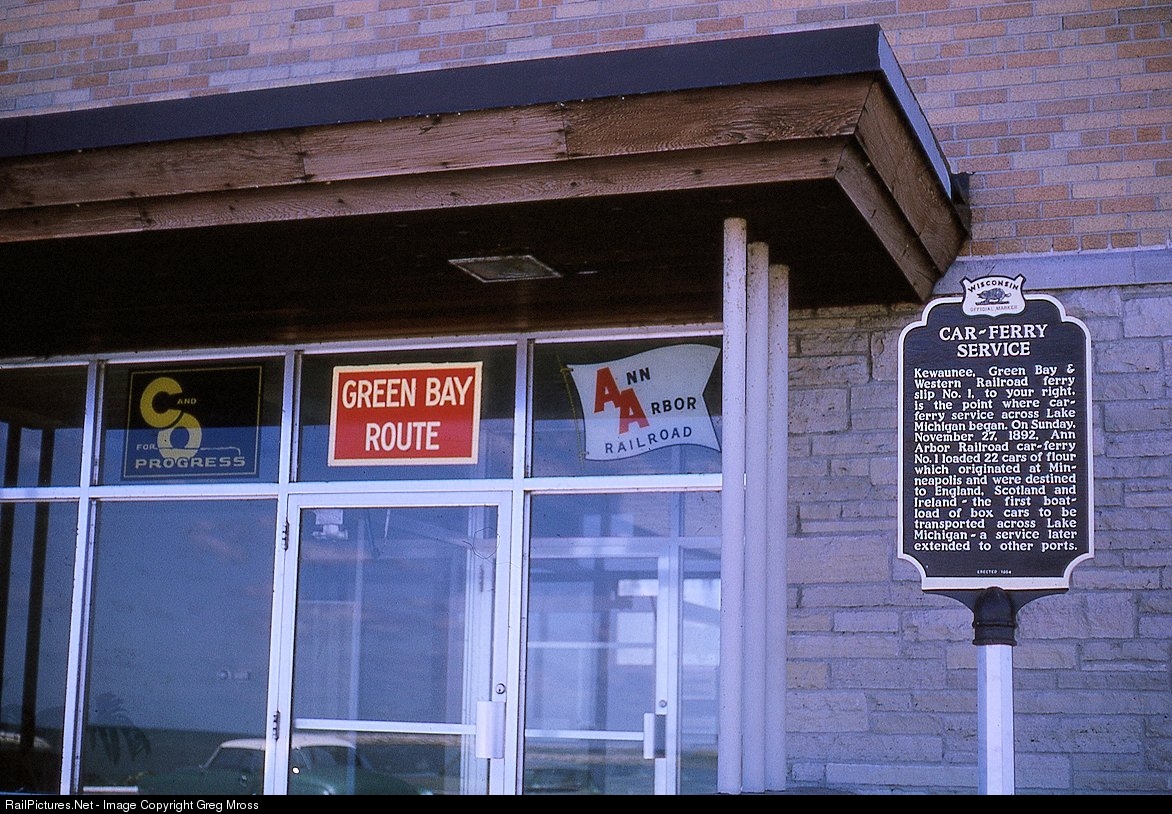 C AND
O
FOR
PROGRESS
GREEN BAY
ROUTE
ANN
ARBOR
RAILROAD
WISCONSIN
OFFICIAL MARKER
CAR-FERRY
SERVICE
Kewaunee, Green Bay &
Western Railroad ferry
slip No. 1, to your right,
is the point where car-
ferry service across Lake
Michigan began. On Sunday,
November 27, 1892, Ann
Arbor Railroad car-ferry
No. 1 loaded 22 cars of flour
which originated at Min-
neapolis and were destined
to England, Scotland and
Ireland - the first boat-
load of box cars to be
transported across Lake
Michigan - a service later
extended to other ports.
ERECTED 1964
RailPictures.Net - Image Copyright Greg Mross